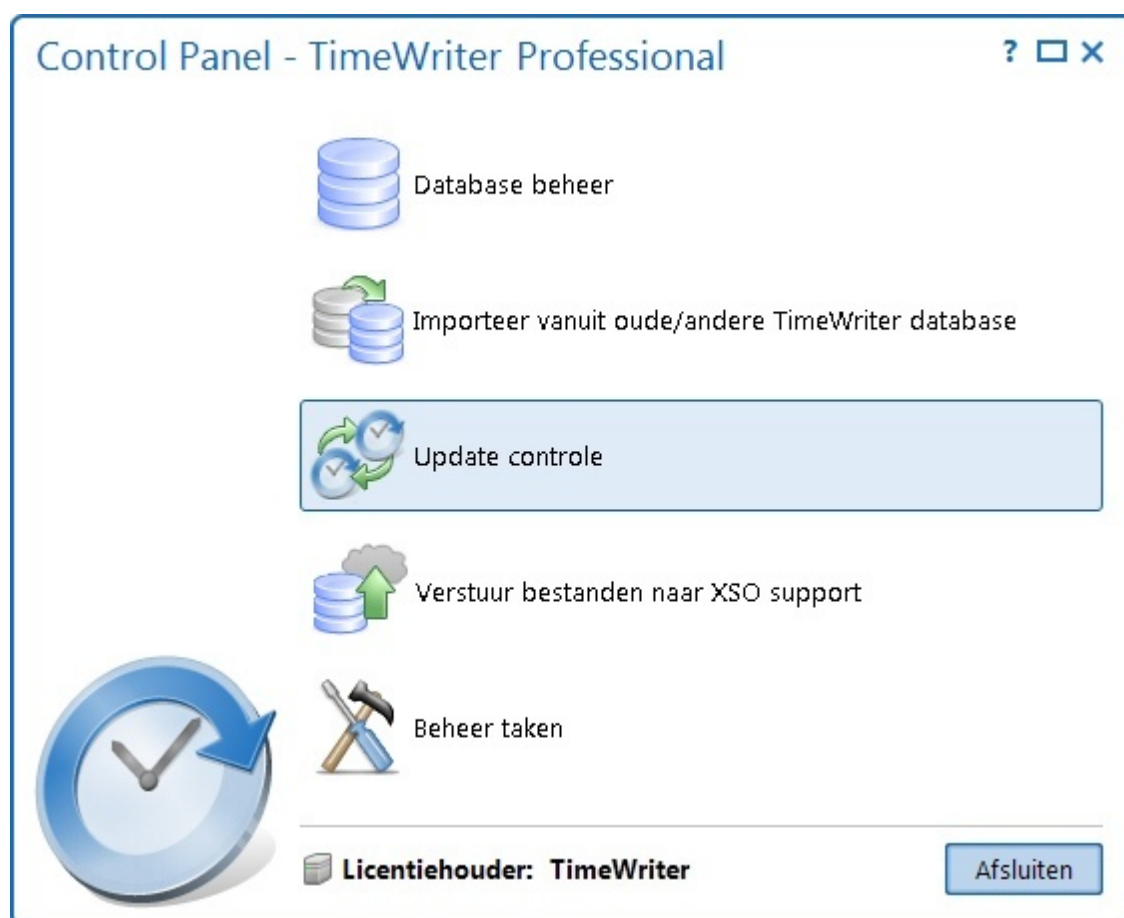 Control Panel - TimeWriter Professional
?
Database beheer
Importeer vanuit oude/andere TimeWriter database
Update controle
Verstuur bestanden naar XSO support
Beheer taken
Licentiehouder: TimeWriter
Afsluiten